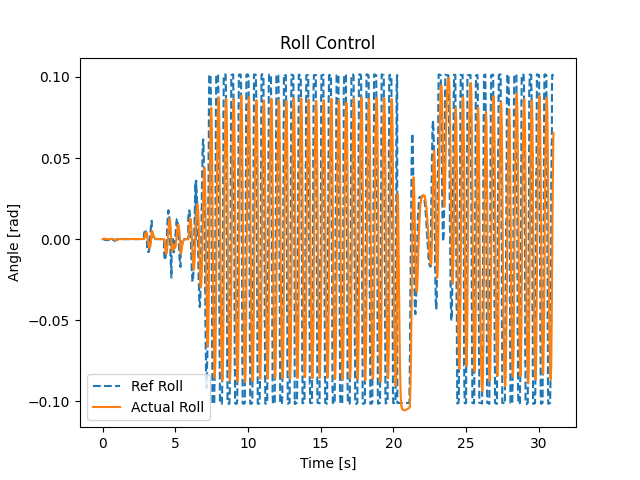 Roll Control
Angle [rad]
0.10
0.05
0.00
−0.05
−0.10
Ref Roll
Actual Roll
0 5 10 15 20 25 30
Time [s]